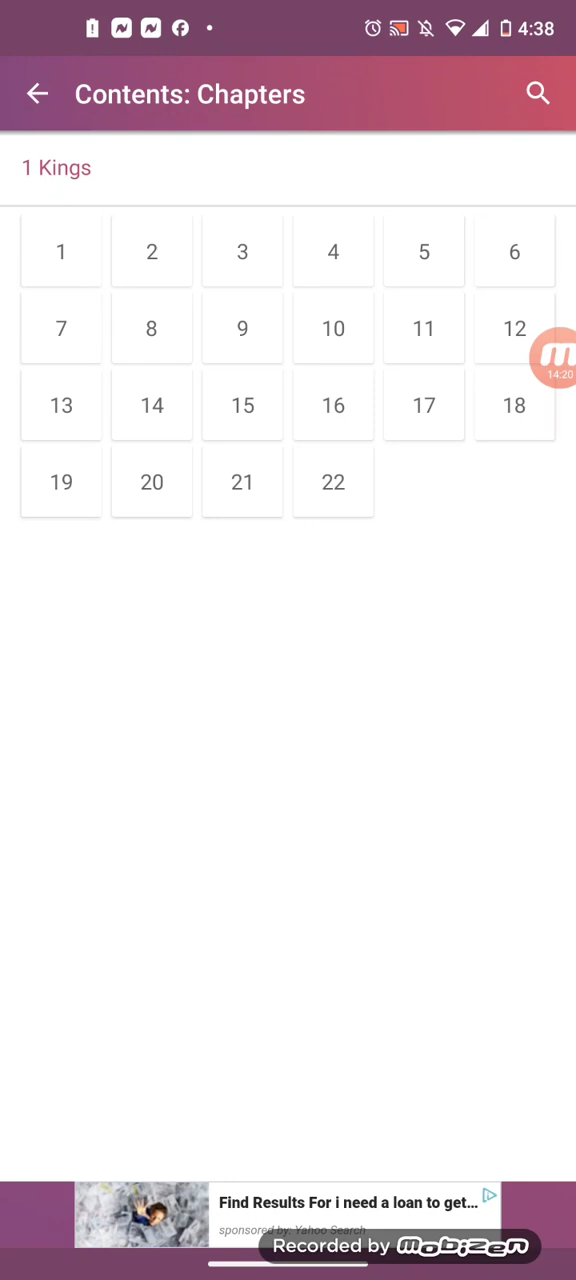 4:38
Contents: Chapters
1 Kings
1 2 3 4 5 6
7 8 9 10 11 12
14:20
13 14 15 16 17 18
19 20 21 22
Find Results For i need a loan to get...
sponsored by: Yahoo Search
Recorded by mobizen